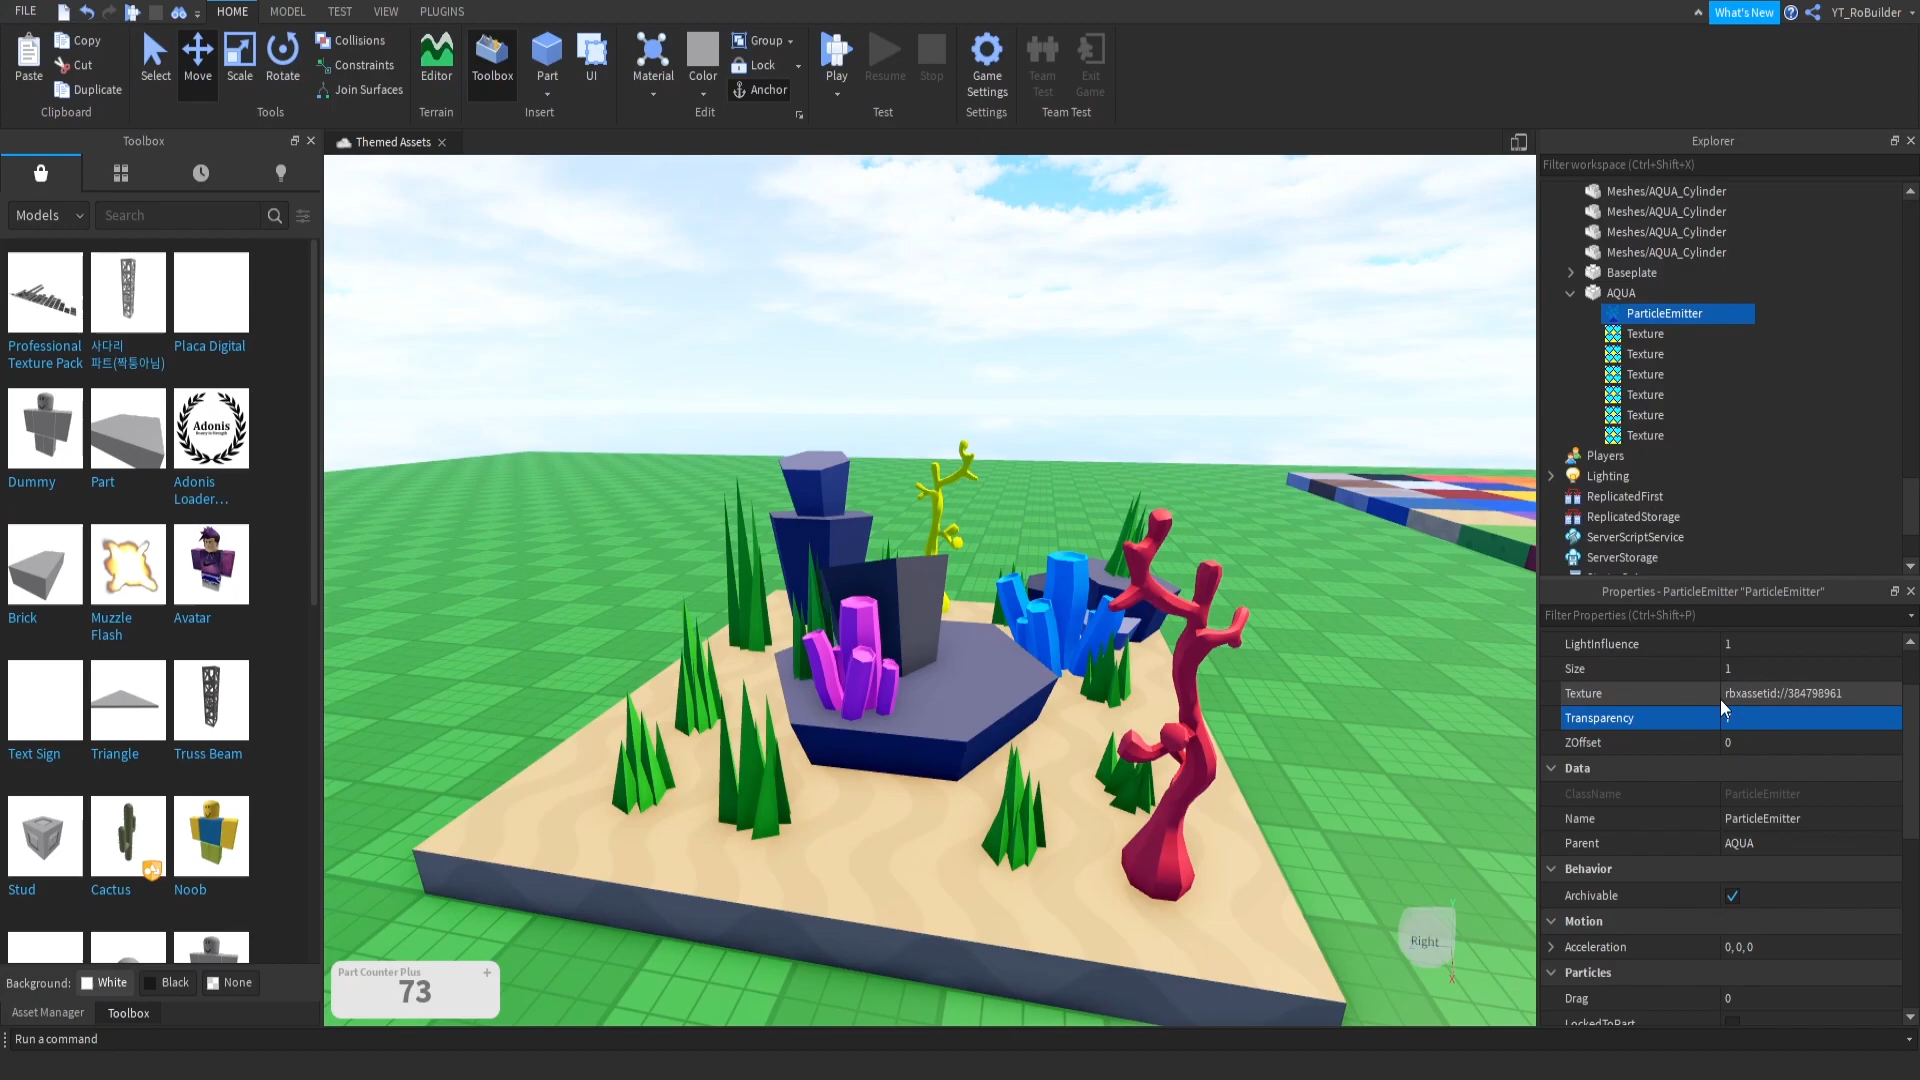 FILE
HOME
MODEL
TEST
VIEW
PLUGINS
What's New
YT_RoBuilder
Paste
Copy
Cut
Duplicate
Clipboard
Select
Move
Scale
Rotate
Collisions
Constraints
Join Surfaces
Tools
Editor
Terrain
Toolbox
Part
UI
Insert
Material
Color
Group
Lock
Anchor
Edit
Play
Resume
Stop
Test
Game
Settings
Settings
Team
Test
Exit
Game
Team Test
Toolbox
Themed Assets
Models
Search
Professional
Texture Pack
사다리
파트(짝퉁아님)
Placa Digital
Dummy
Part
Adonis
Adonis
Loader...
Brick
Muzzle
Flash
Avatar
Text Sign
Triangle
Truss Beam
Stud
Cactus
Noob
Background:
White
Black
None
Asset Manager
Toolbox
Run a command
Part Counter Plus
+
73
Right
Y
X
Explorer
Filter workspace (Ctrl+Shift+X)
Meshes/AQUA_Cylinder
Meshes/AQUA_Cylinder
Meshes/AQUA_Cylinder
Meshes/AQUA_Cylinder
Baseplate
AQUA
ParticleEmitter
Texture
Texture
Texture
Texture
Texture
Texture
Players
Lighting
ReplicatedFirst
ReplicatedStorage
ServerScriptService
ServerStorage
Properties - ParticleEmitter "ParticleEmitter"
Filter Properties (Ctrl+Shift+P)
LightInfluence 1
Size 1
Texture rbxassetid://384798961
Transparency
ZOffset 0
Data
ClassName ParticleEmitter
Name ParticleEmitter
Parent AQUA
Behavior
Archivable
Motion
Acceleration 0, 0, 0
Particles
Drag 0
LockedToPart